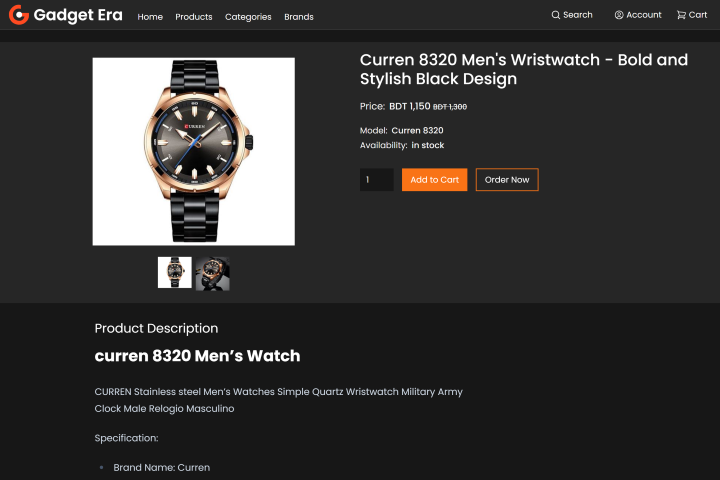 Gadget Era
Home Products Categories Brands
Search Account Cart
Curren 8320 Men's Wristwatch - Bold and
Stylish Black Design
Price: BDT 1,150 BDT 1,300
Model: Curren 8320
Availability: in stock
1 Add to Cart Order Now
CURREN
Product Description
curren 8320 Men’s Watch
CURREN Stainless steel Men’s Watches Simple Quartz Wristwatch Military Army
Clock Male Relogio Masculino
Specification:
Brand Name: Curren